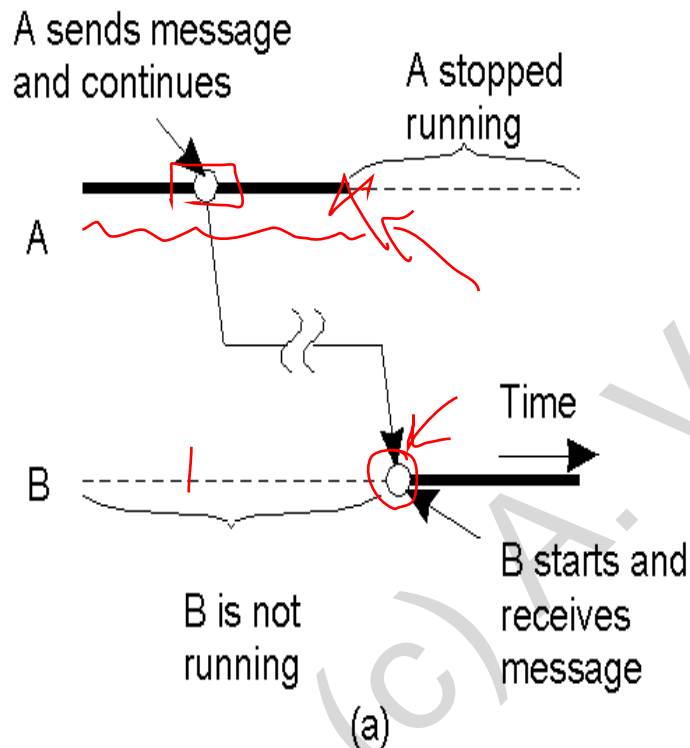 A sends message
and continues
A stopped
running
A
Time
B
B starts and
receives
message
B is not
running
(a)
(c) A. V